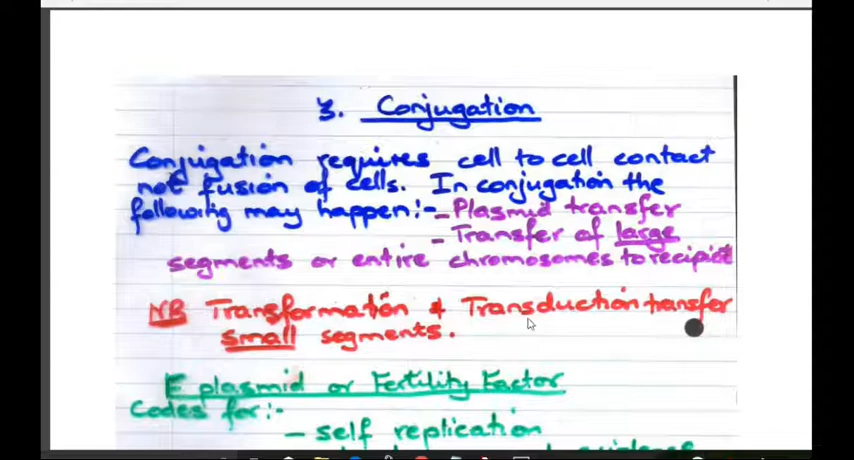 3. Conjugation
Conjugation requires cell to cell contact
not fusion of cells. In conjugation the
following may happen:- - Plasmid transfer
- Transfer of large
segments or entire chromosomes to recipient
NB Transformation & Transduction transfer
small segments.
F plasmid or Fertility Factor
Codes for:-
- self replication